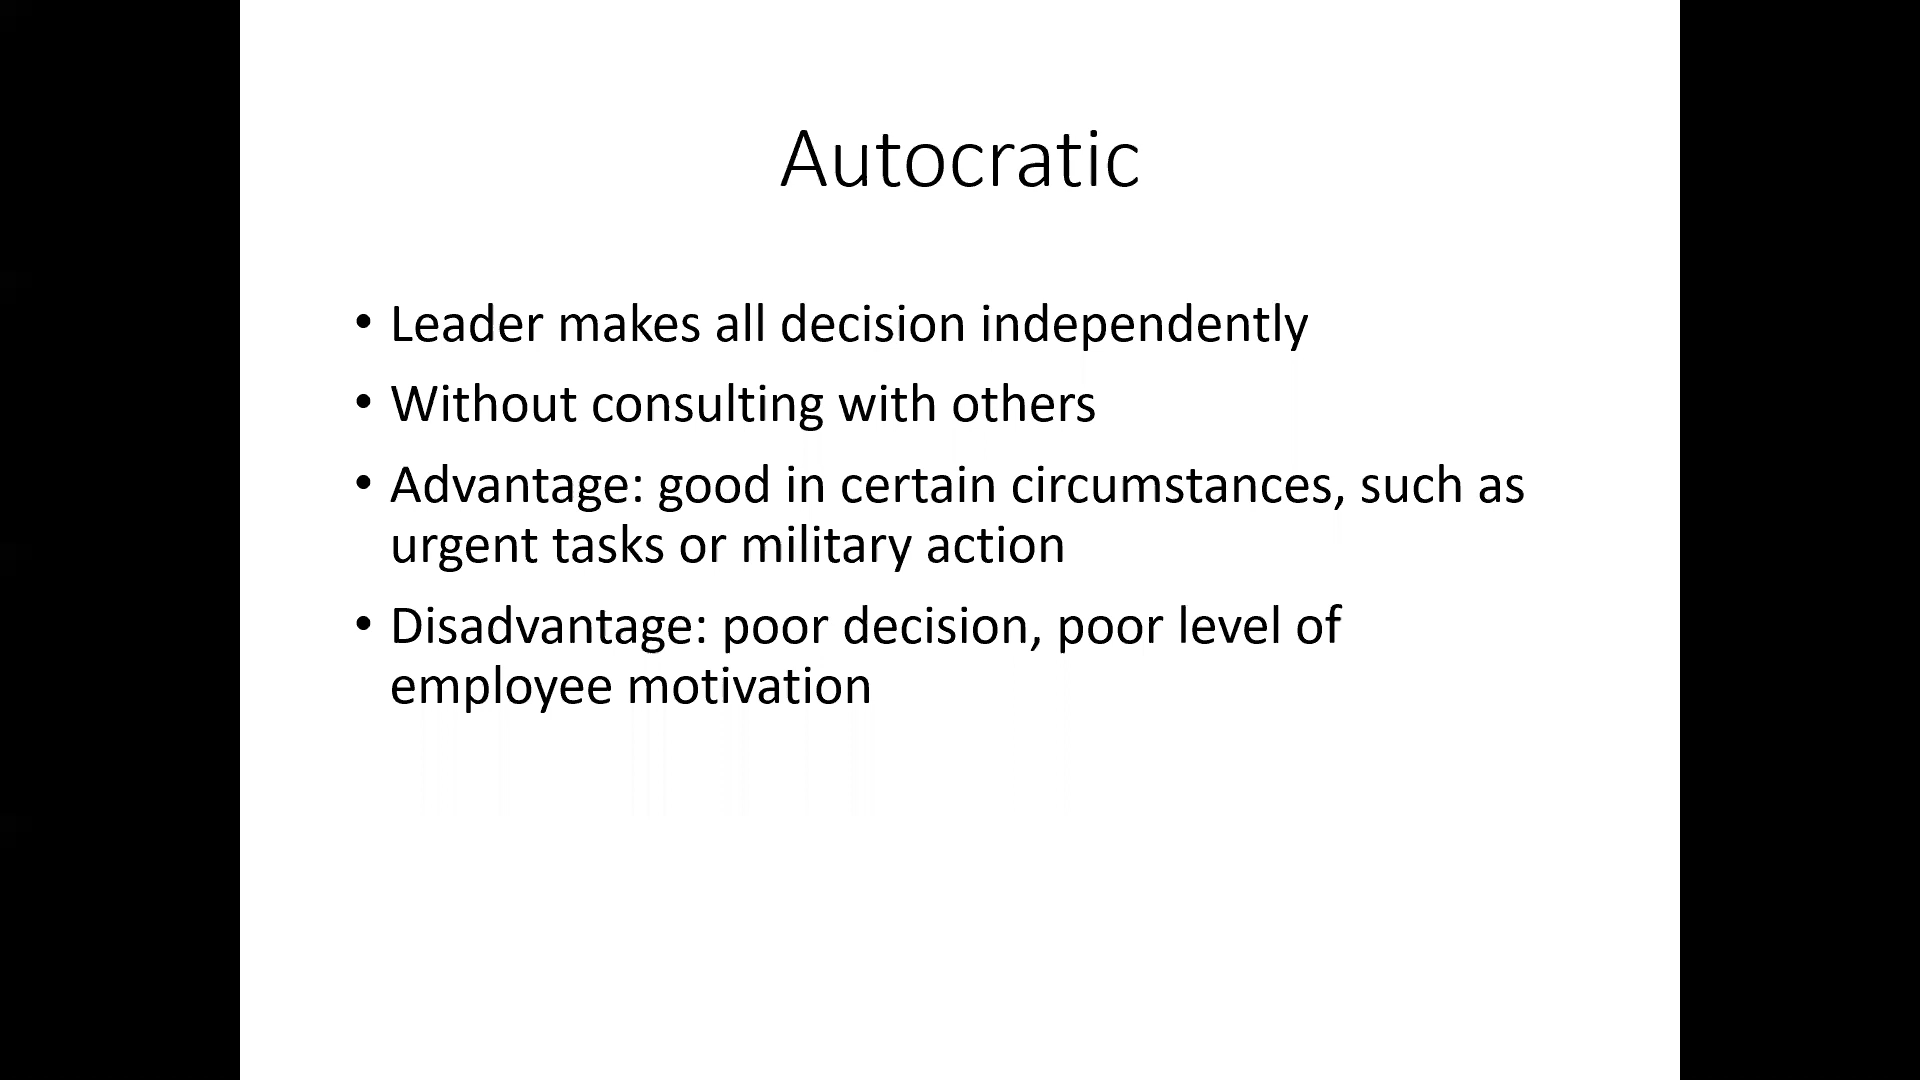 Autocratic
• Leader makes all decision independently
• Without consulting with others
• Advantage: good in certain circumstances, such as
urgent tasks or military action
• Disadvantage: poor decision, poor level of
employee motivation